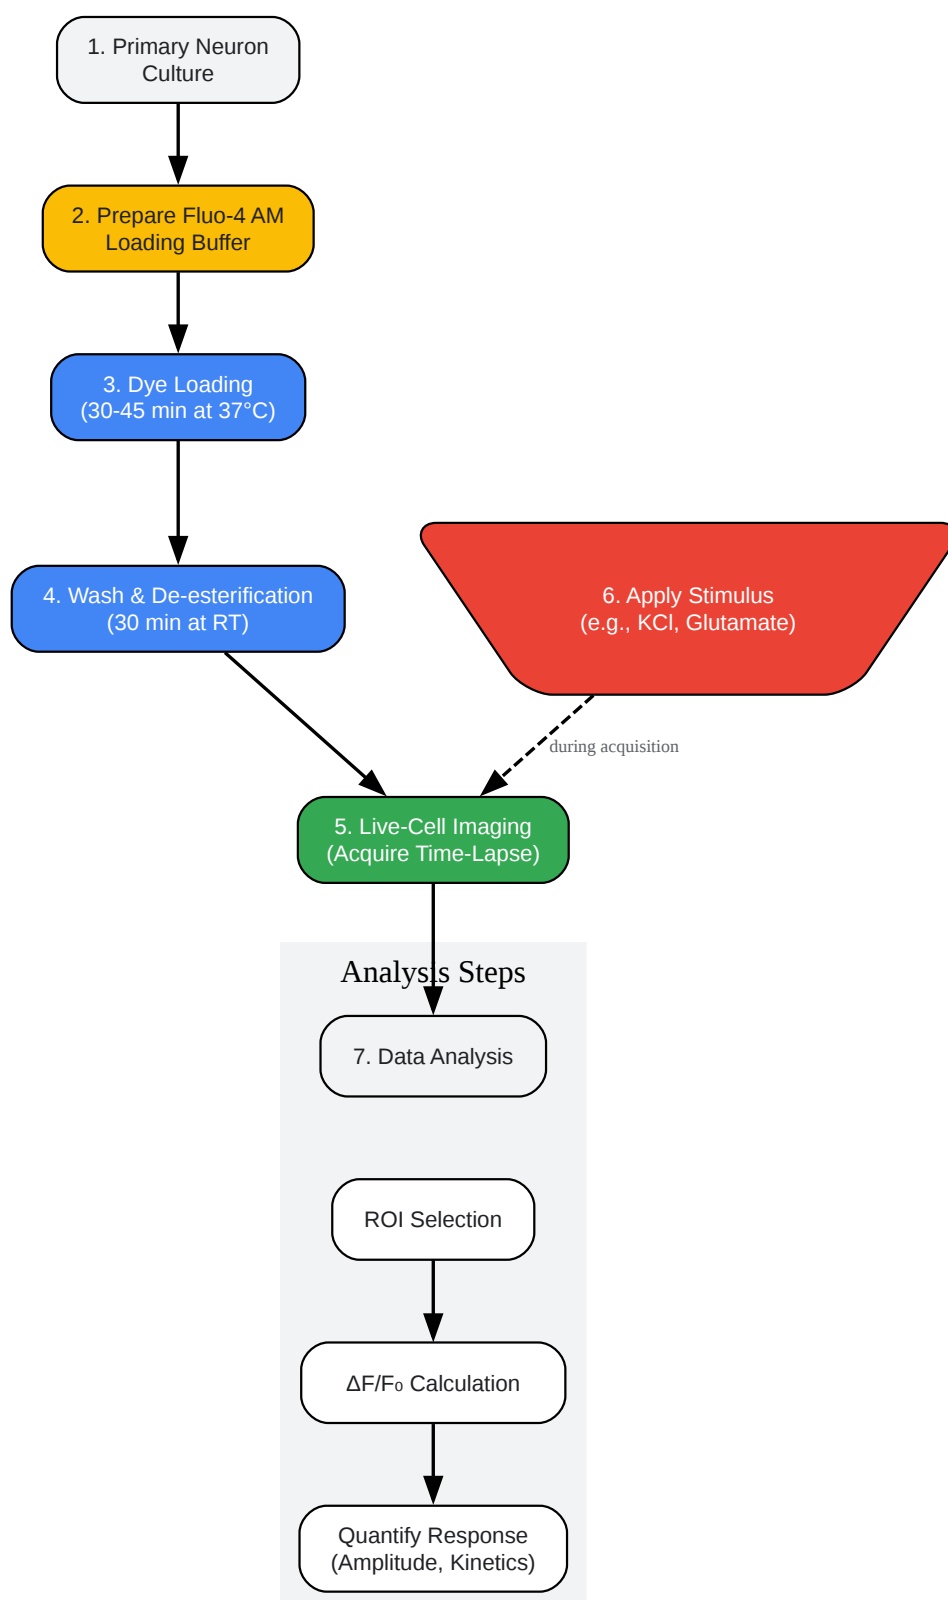 1. Primary Neuron
Culture
2. Prepare Fluo-4 AM
Loading Buffer
3. Dye Loading
(30-45 min at 37°C)
4. Wash & De-esterification
(30 min at RT)
6. Apply Stimulus
(e.g., KCl, Glutamate)
during acquisition
5. Live-Cell Imaging
(Acquire Time-Lapse)
Analysis Steps
7. Data Analysis
ROI Selection
ΔF/F₀ Calculation
Quantify Response
(Amplitude, Kinetics)